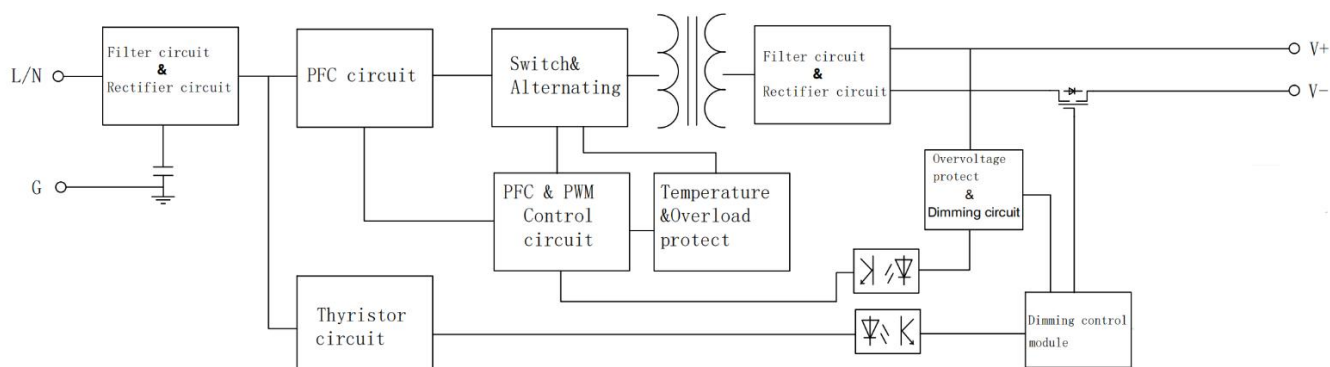 L/N
G
Filter circuit
&
Rectifier circuit
PFC circuit
Switch&
Alternating
Filter circuit
&
Rectifier circuit
V+
V-
PFC & PWM
Control
circuit
Temperature
&Overload
protect
Overvoltage
protect
&
Dimming circuit
Thyristor
circuit
Dimming control
module